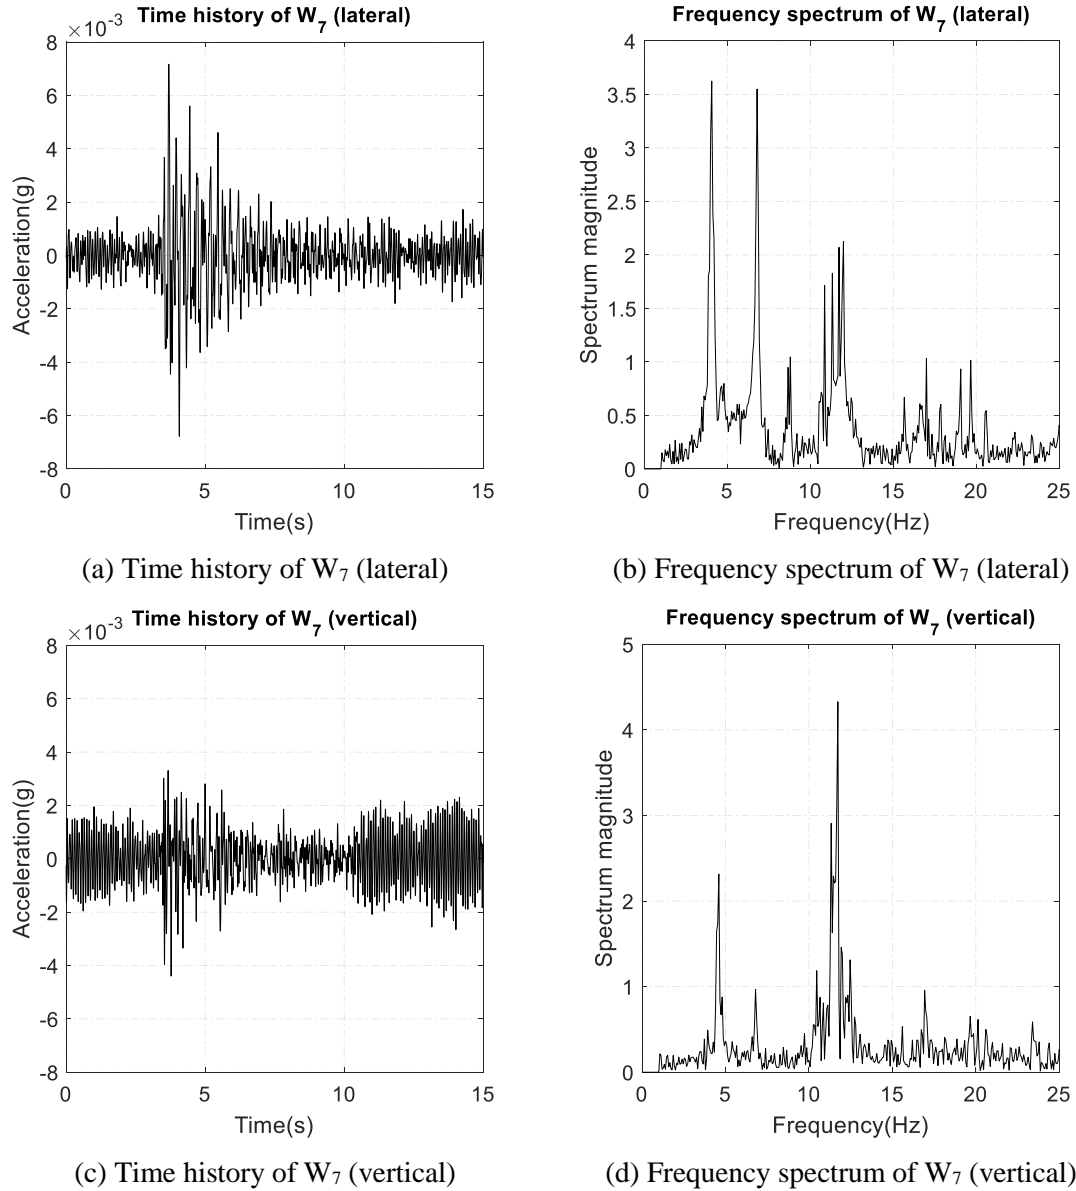 Time history of W7 (lateral)
×10-3
8
6
4
2
0
-2
-4
-6
-8
Acceleration(g)
0 5 10 15
Time(s)
(a) Time history of W7 (lateral)
Frequency spectrum of W7 (lateral)
4
3.5
3
2.5
2
1.5
1
0.5
0
Spectrum magnitude
0 5 10 15 20 25
Frequency(Hz)
(b) Frequency spectrum of W7 (lateral)
Time history of W7 (vertical)
×10-3
8
6
4
2
0
-2
-4
-6
-8
Acceleration(g)
0 5 10 15
Time(s)
(c) Time history of W7 (vertical)
Frequency spectrum of W7 (vertical)
5
4
3
2
1
0
Spectrum magnitude
0 5 10 15 20 25
Frequency(Hz)
(d) Frequency spectrum of W7 (vertical)